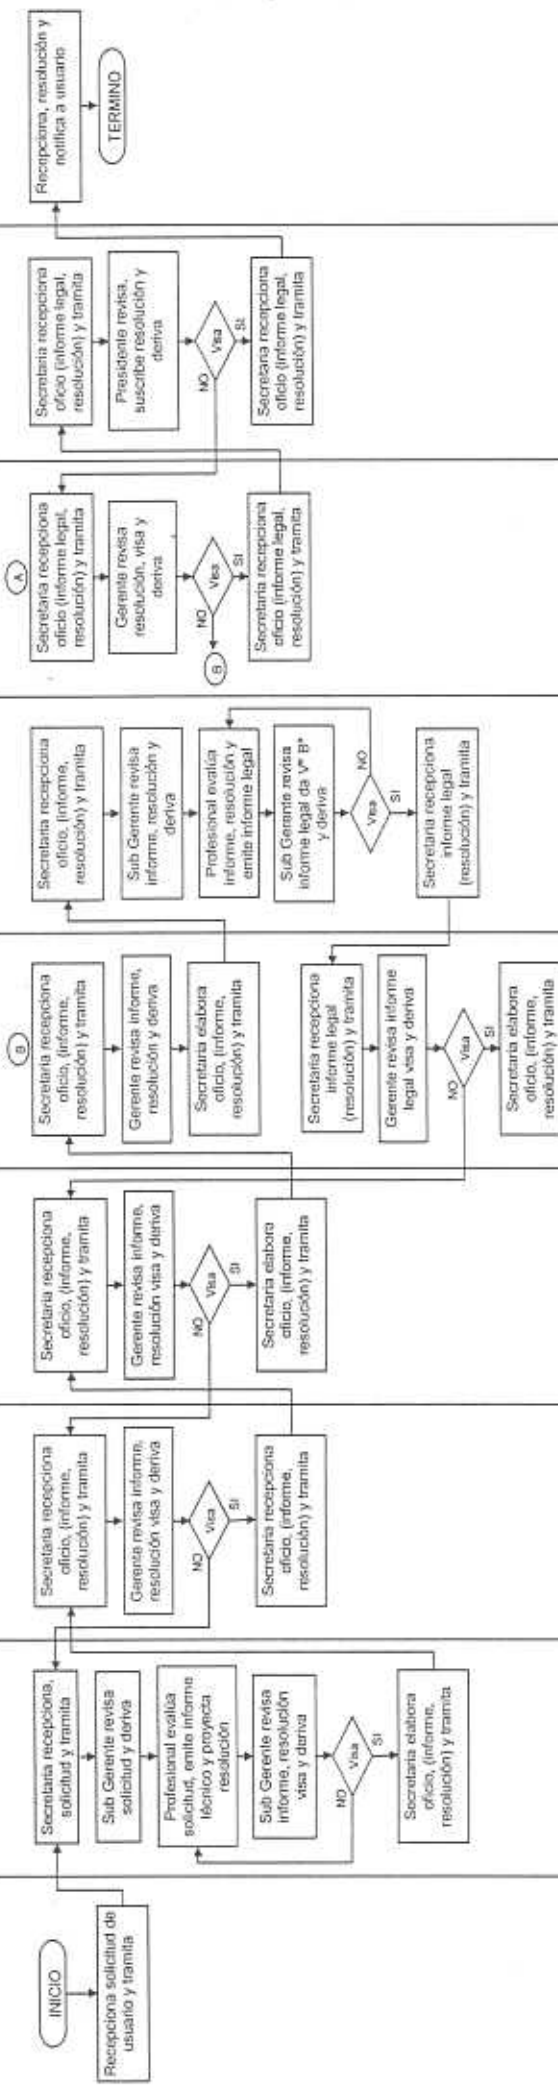 INICIO
Recepciona solicitud de
usuario y tramita
Secretaria recepciona,
solicitud y tramita
Sub Gerente revisa
solicitud y deriva
Profesional evalúa
solicitud, emite informe
técnico y proyecta
resolución
Sub Gerente revisa
informe, resolución
visa y deriva
Visa
NO
SI
Secretaria elabora
oficio, (informe,
resolución) y tramita
Secretaria recepciona
oficio, (informe,
resolución) y tramita
Gerente revisa informe,
resolución visa y deriva
Visa
NO
SI
Secretaria recepciona
oficio, (informe,
resolución) y tramita
Secretaria recepciona
oficio, (informe,
resolución) y tramita
Gerente revisa informe,
resolución visa y deriva
Visa
NO
SI
Secretaria elabora
oficio, (informe,
resolución) y tramita
B
Secretaria recepciona
oficio, (informe,
resolución) y tramita
Gerente revisa informe,
resolución y deriva
Secretaria elabora
oficio, (informe,
resolución) y tramita
Secretaria recepciona
informe legal
(resolución) y tramita
Gerente revisa informe
legal visa y deriva
Visa
NO
SI
Secretaria elabora
oficio, (informe,
resolución) y tramita
Secretaria recepciona
oficio, (informe,
resolución) y tramita
Sub Gerente revisa
informe, resolución y
deriva
Profesional evalúa
informe, resolución y
emite informe legal
Sub Gerente revisa
informe legal da V° B°
y deriva
Visa
NO
SI
Secretaria recepciona
informe legal
(resolución) y tramita
A
Secretaria recepciona
oficio (informe legal,
resolución) y tramita
Gerente revisa
resolución, visa y
deriva
Visa
NO
B
SI
Secretaria recepciona
oficio (informe legal,
resolución) y tramita
Secretaria recepciona
oficio (informe legal,
resolución) y tramita
Presidente revisa,
suscribe resolución y
deriva
Visa
NO
SI
Secretaria recepciona
oficio (informe legal,
resolución) y tramita
Recepciona, resolución y
notifica a usuario
TERMINO